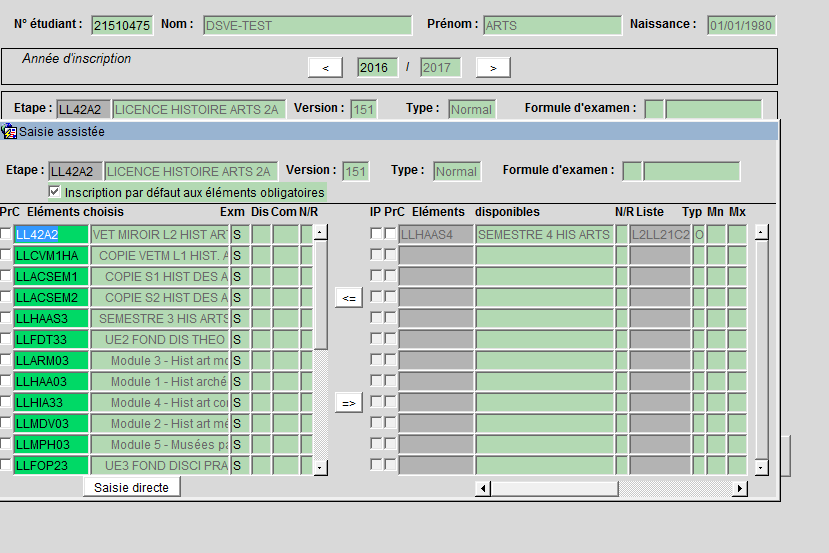 N° étudiant : 21510475 Nom : DSVE-TEST Prénom : ARTS Naissance : 01/01/1980
Année d'inscription
< 2016 / 2017 >
Etape : LL42A2 LICENCE HISTOIRE ARTS 2A Version : 151 Type : Normal Formule d'examen :
Saisie assistée
Etape : LL42A2 LICENCE HISTOIRE ARTS 2A Version : 151 Type : Normal Formule d'examen :
Inscription par défaut aux éléments obligatoires
PrC Eléments choisis Exm Dis Com N/R IP PrC Eléments disponibles N/R Liste Typ Mn Mx
LL42A2 VET MIROIR L2 HIST AR S LLHAAS4 SEMESTRE 4 HIS ARTS L2LL21C2 O
LLCVM1HA COPIE VETM L1 HIST. A S
LLACSEM1 COPIE S1 HIST DES A S
LLACSEM2 COPIE S2 HIST DES A S
<=
LLHAAS3 SEMESTRE 3 HIS ARTS S
LLFDT33 UE2 FOND DIS THEO S
LLARM03 Module 3 - Hist art mo S
LLHAA03 Module 1 - Hist arché S
LLHIA33 Module 4 - Hist art co S
=>
LLMDV03 Module 2 - Hist art mé S
LLMPH03 Module 5 - Musées pa S
LLFOP23 UE3 FOND DISCI PRA S
Saisie directe